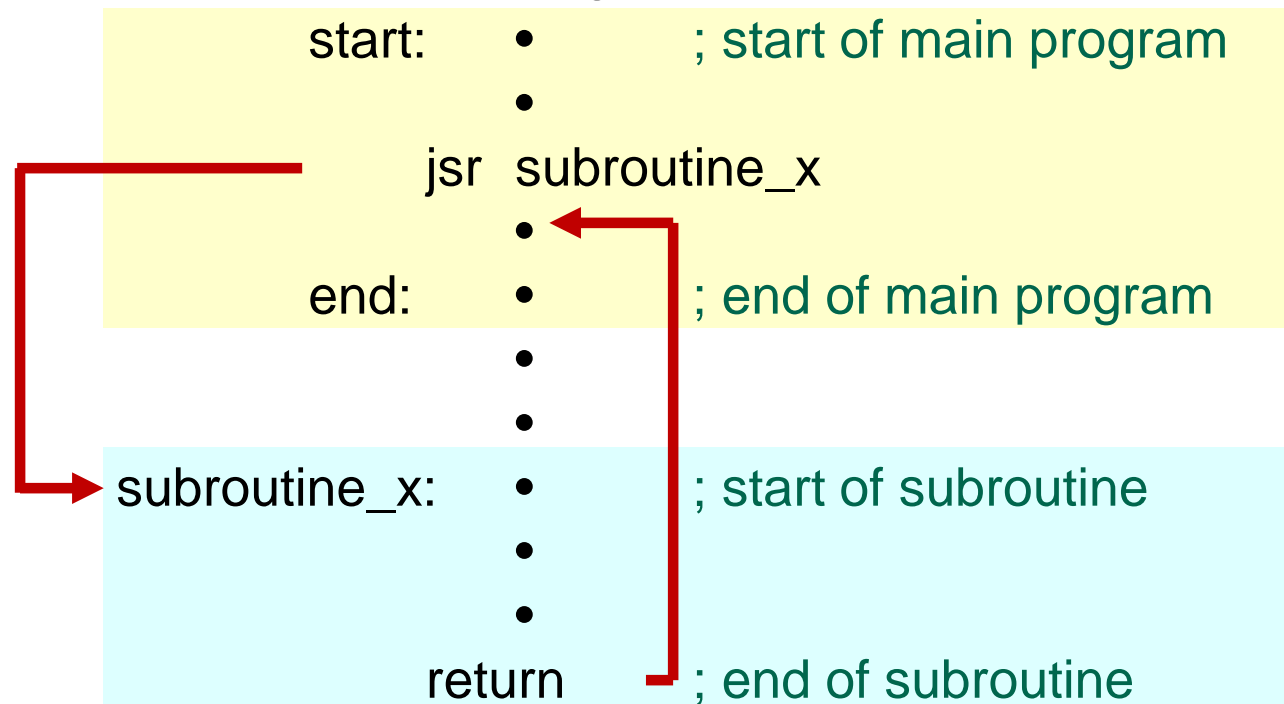 start: • ; start of main program
•
jsr subroutine_x
•
end: • ; end of main program
•
•
subroutine_x: • ; start of subroutine
•
•
return ; end of subroutine